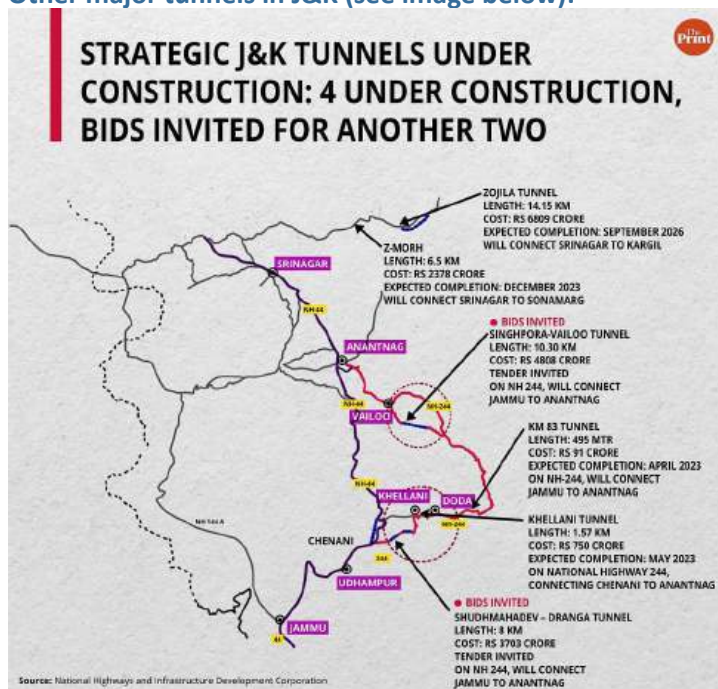 Other major tunnels in J&K (see image below):
The
Print
STRATEGIC J&K TUNNELS UNDER
CONSTRUCTION: 4 UNDER CONSTRUCTION,
BIDS INVITED FOR ANOTHER TWO
ZOJILA TUNNEL
LENGTH: 14.15 KM
COST: RS 6809 CRORE
EXPECTED COMPLETION: SEPTEMBER 2026
WILL CONNECT SRINAGAR TO KARGIL
Z-MORH
LENGTH: 6.5 KM
COST: RS 2378 CRORE
EXPECTED COMPLETION: DECEMBER 2023
WILL CONNECT SRINAGAR TO SONAMARG
SRINAGAR
NH-44
BIDS INVITED
SINGHPORA-VAILOO TUNNEL
LENGTH: 10.30 KM
COST: RS 4808 CRORE
TENDER INVITED
ON NH 244, WILL CONNECT
JAMMU TO ANANTNAG
ANANTNAG
NH-44
NH-244
VAILOO
KM 83 TUNNEL
LENGTH: 495 MTR
COST: RS 91 CRORE
EXPECTED COMPLETION: APRIL 2023
ON NH-244, WILL CONNECT
JAMMU TO ANANTNAG
NH-44
KHELLANI
DODA
NH-244
KHELLANI TUNNEL
LENGTH: 1.57 KM
COST: RS 750 CRORE
EXPECTED COMPLETION: MAY 2023
ON NATIONAL HIGHWAY 244,
CONNECTING CHENANI TO ANANTNAG
CHENANI
244
UDHAMPUR
BIDS INVITED
SHUDHMAHADEV – DRANGA TUNNEL
LENGTH: 8 KM
COST: RS 3703 CRORE
TENDER INVITED
ON NH 244, WILL CONNECT
JAMMU TO ANANTNAG
JAMMU
Source: National Highways and Infrastructure Development Corporation